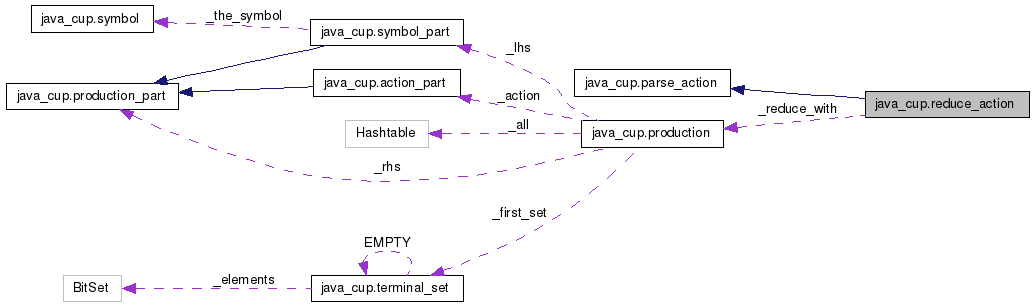 _the_symbol
java_cup.symbol
java_cup.symbol_part
_lhs
java_cup.production_part
java_cup.action_part
java_cup.parse_action
_action
java_cup.reduce_action
_reduce_with
Hashtable
_all
java_cup.production
_rhs
_first_set
EMPTY
_elements
BitSet
java_cup.terminal_set